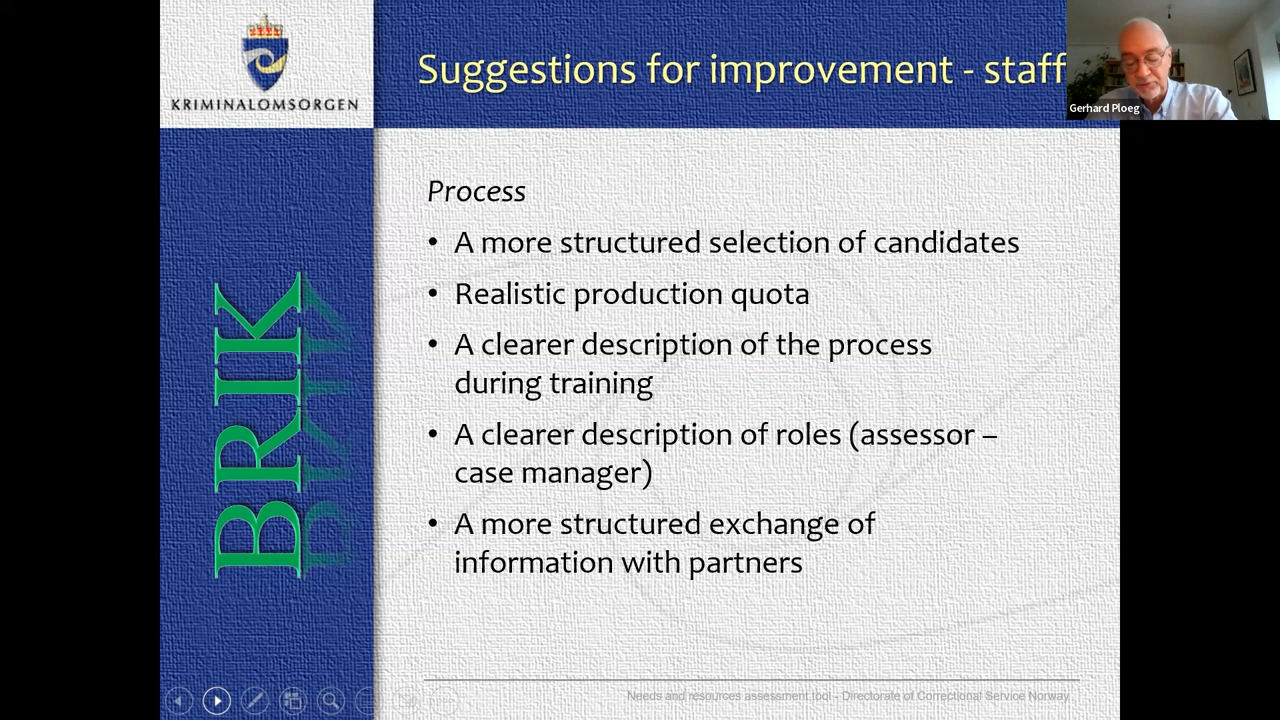 KRIMINALOMSORGEN
Suggestions for improvement - staff
Gerhard Ploeg
Process
• A more structured selection of candidates
• Realistic production quota
• A clearer description of the process
during training
• A clearer description of roles (assessor –
case manager)
• A more structured exchange of
information with partners
BRIK
Needs and resources assessment tool - Directorate of Correctional Service Norway